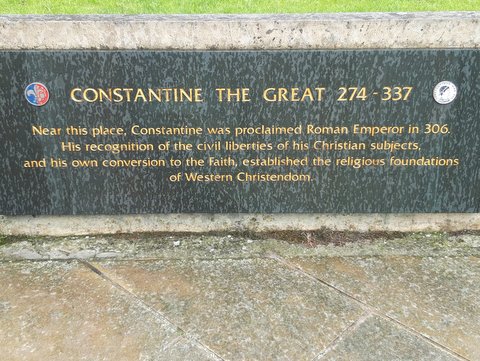 CONSTANTINE THE GREAT 274-337
Near this place, Constantine was proclaimed Roman Emperor in 306.
His recognition of the civil liberties of his Christian subjects,
and his own conversion to the Faith, established the religious foundations
of Western Christendom.